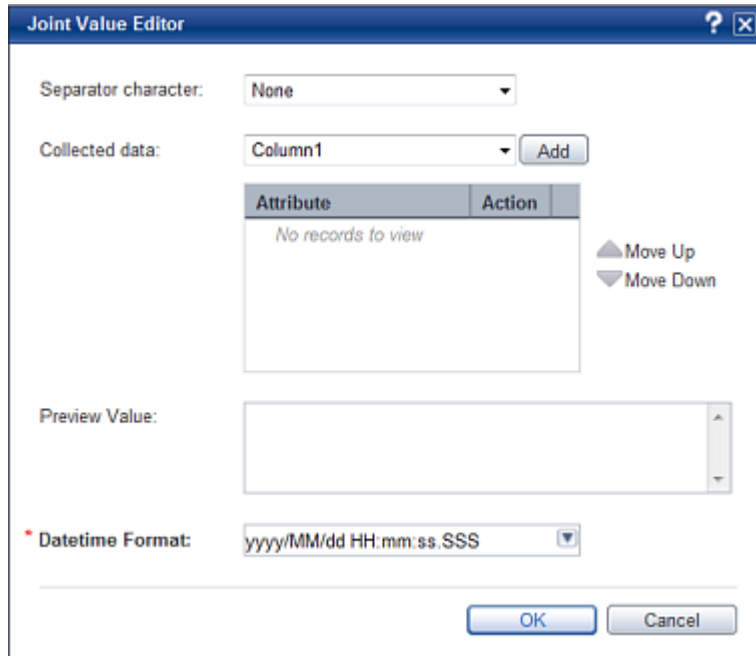 Joint Value Editor ?
Separator character: None
Collected data: Column1 Add
Attribute Action
No records to view
Move Up
Move Down
Preview Value:
* Datetime Format: yyyy/MM/dd HH:mm:ss.SSS
OK Cancel